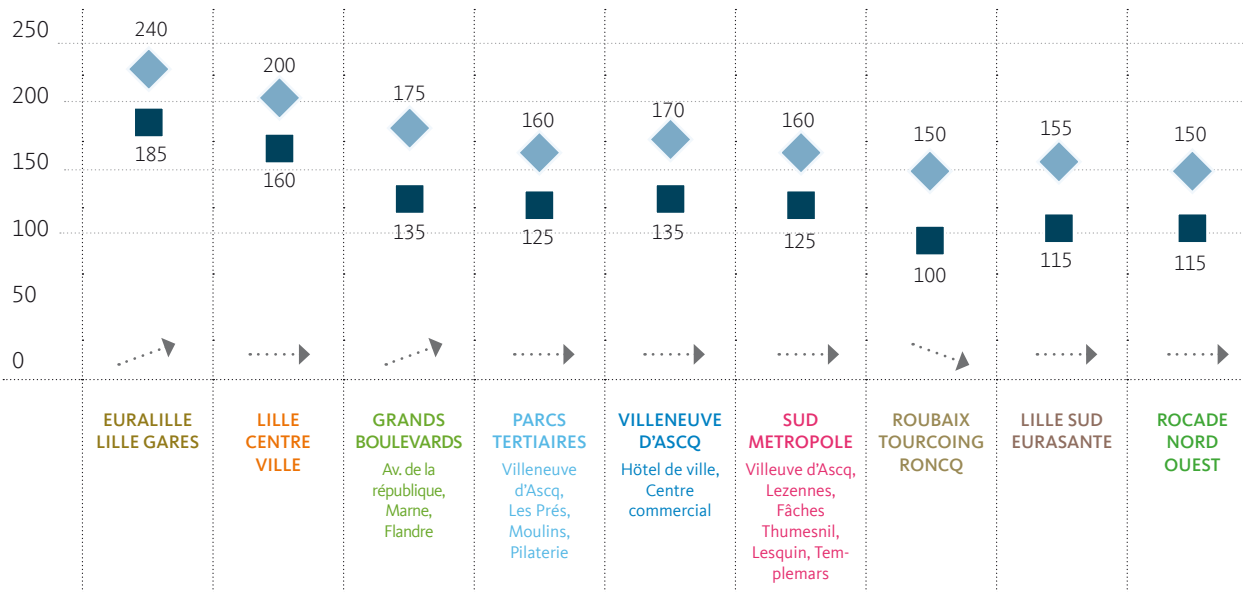 250
200
150
100
50
0
240
185
200
160
175
135
160
125
170
135
160
125
150
100
155
115
150
115
EURALILLE
LILLE GARES
LILLE
CENTRE
VILLE
GRANDS
BOULEVARDS
Av. de la
république,
Marne,
Flandre
PARCS
TERTIAIRES
Villeneuve
d'Ascq,
Les Prés,
Moulins,
Pilaterie
VILLENEUVE
D'ASCQ
Hôtel de ville,
Centre
commercial
SUD
METROPOLE
Villeuve d'Ascq,
Lezennes,
Fâches
Thumesnil,
Lesquin, Tem-
plemars
ROUBAIX
TOURCOING
RONCQ
LILLE SUD
EURASANTE
ROCADE
NORD
OUEST